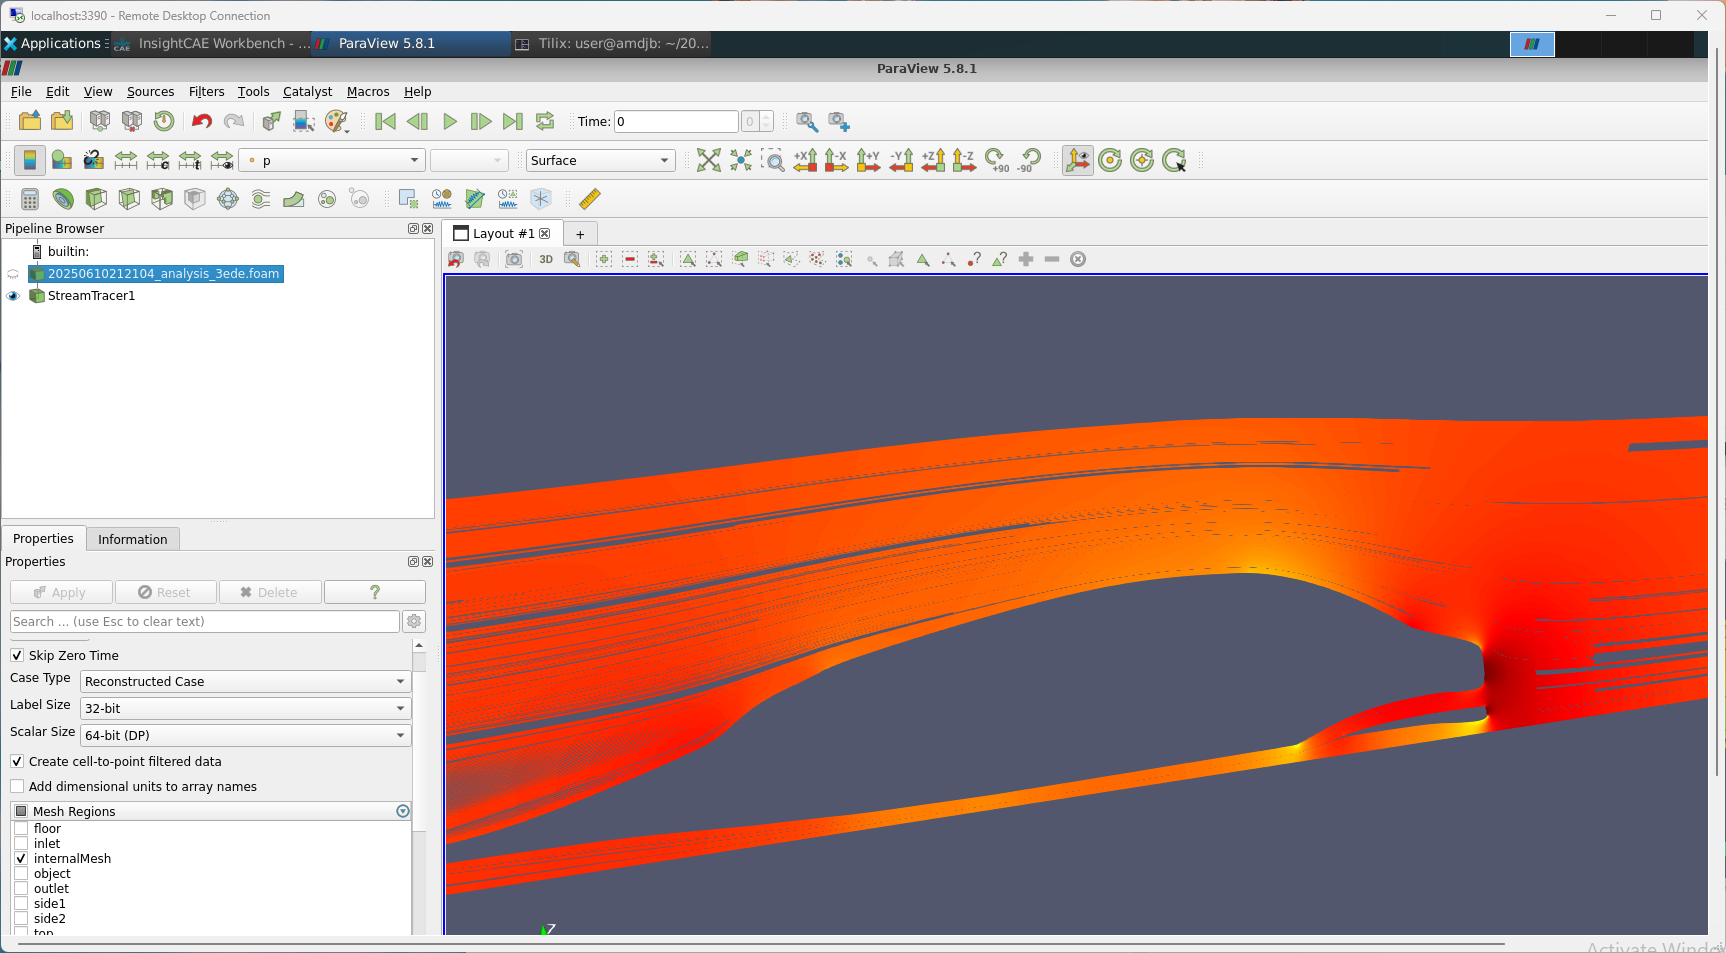 localhost:3390 - Remote Desktop Connection
Applications
InsightCAE Workbench - ...
ParaView 5.8.1
Tilix: user@amdjb: ~/20...
ParaView 5.8.1
File Edit View Sources Filters Tools Catalyst Macros Help
Time: 0 0
p Surface +X -X +Y -Y +Z -Z +90 -90
Pipeline Browser
Layout #1 +
builtin:
3D
20250610212104_analysis_3ede.foam
StreamTracer1
Properties Information
Properties
Apply Reset Delete ?
Search ... (use Esc to clear text)
Skip Zero Time
Case Type Reconstructed Case
Label Size 32-bit
Scalar Size 64-bit (DP)
Create cell-to-point filtered data
Add dimensional units to array names
Mesh Regions
floor
inlet
internalMesh
object
outlet
side1
side2
top
Z
Activate Windo